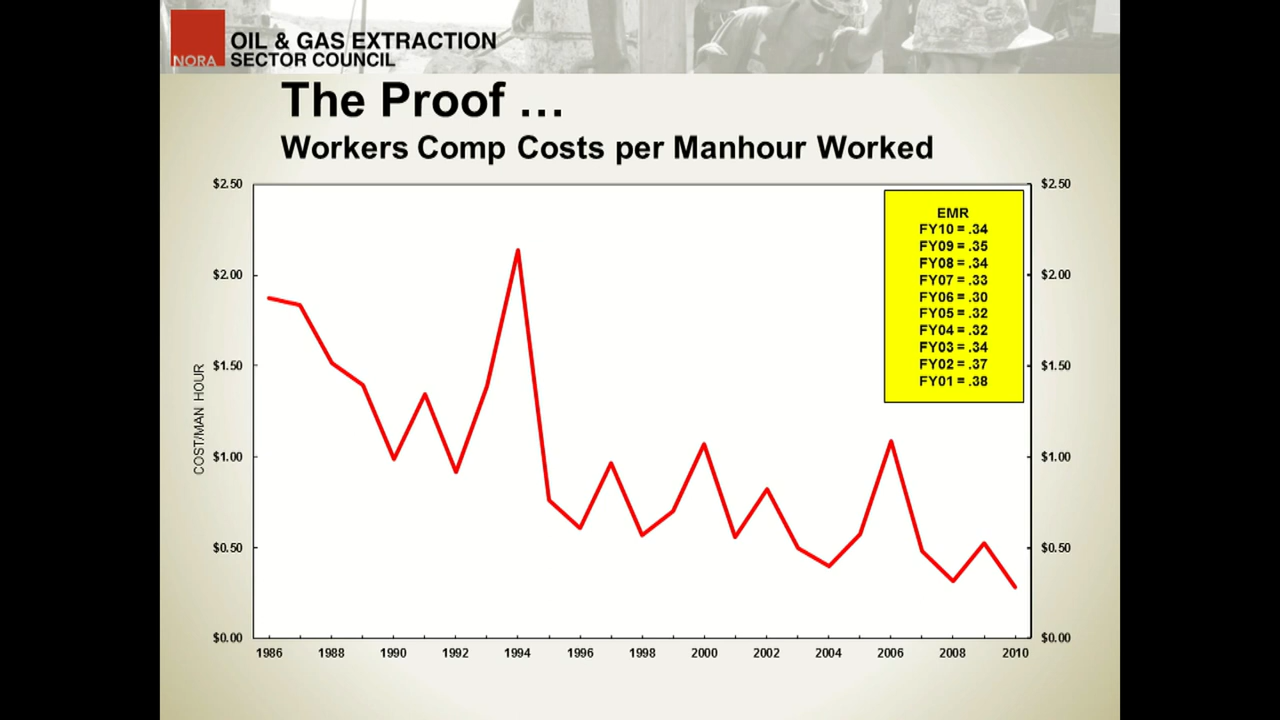 NORA
OIL & GAS EXTRACTION
SECTOR COUNCIL
The Proof ...
Workers Comp Costs per Manhour Worked
$2.50
$2.00
$1.50
$1.00
$0.50
$0.00
COST/MAN HOUR
EMR
FY10 = .34
FY09 = .35
FY08 = .34
FY07 = .33
FY06 = .30
FY05 = .32
FY04 = .32
FY03 = .34
FY02 = .37
FY01 = .38
$2.50
$2.00
$1.50
$1.00
$0.50
$0.00
1986 1988 1990 1992 1994 1996 1998 2000 2002 2004 2006 2008 2010